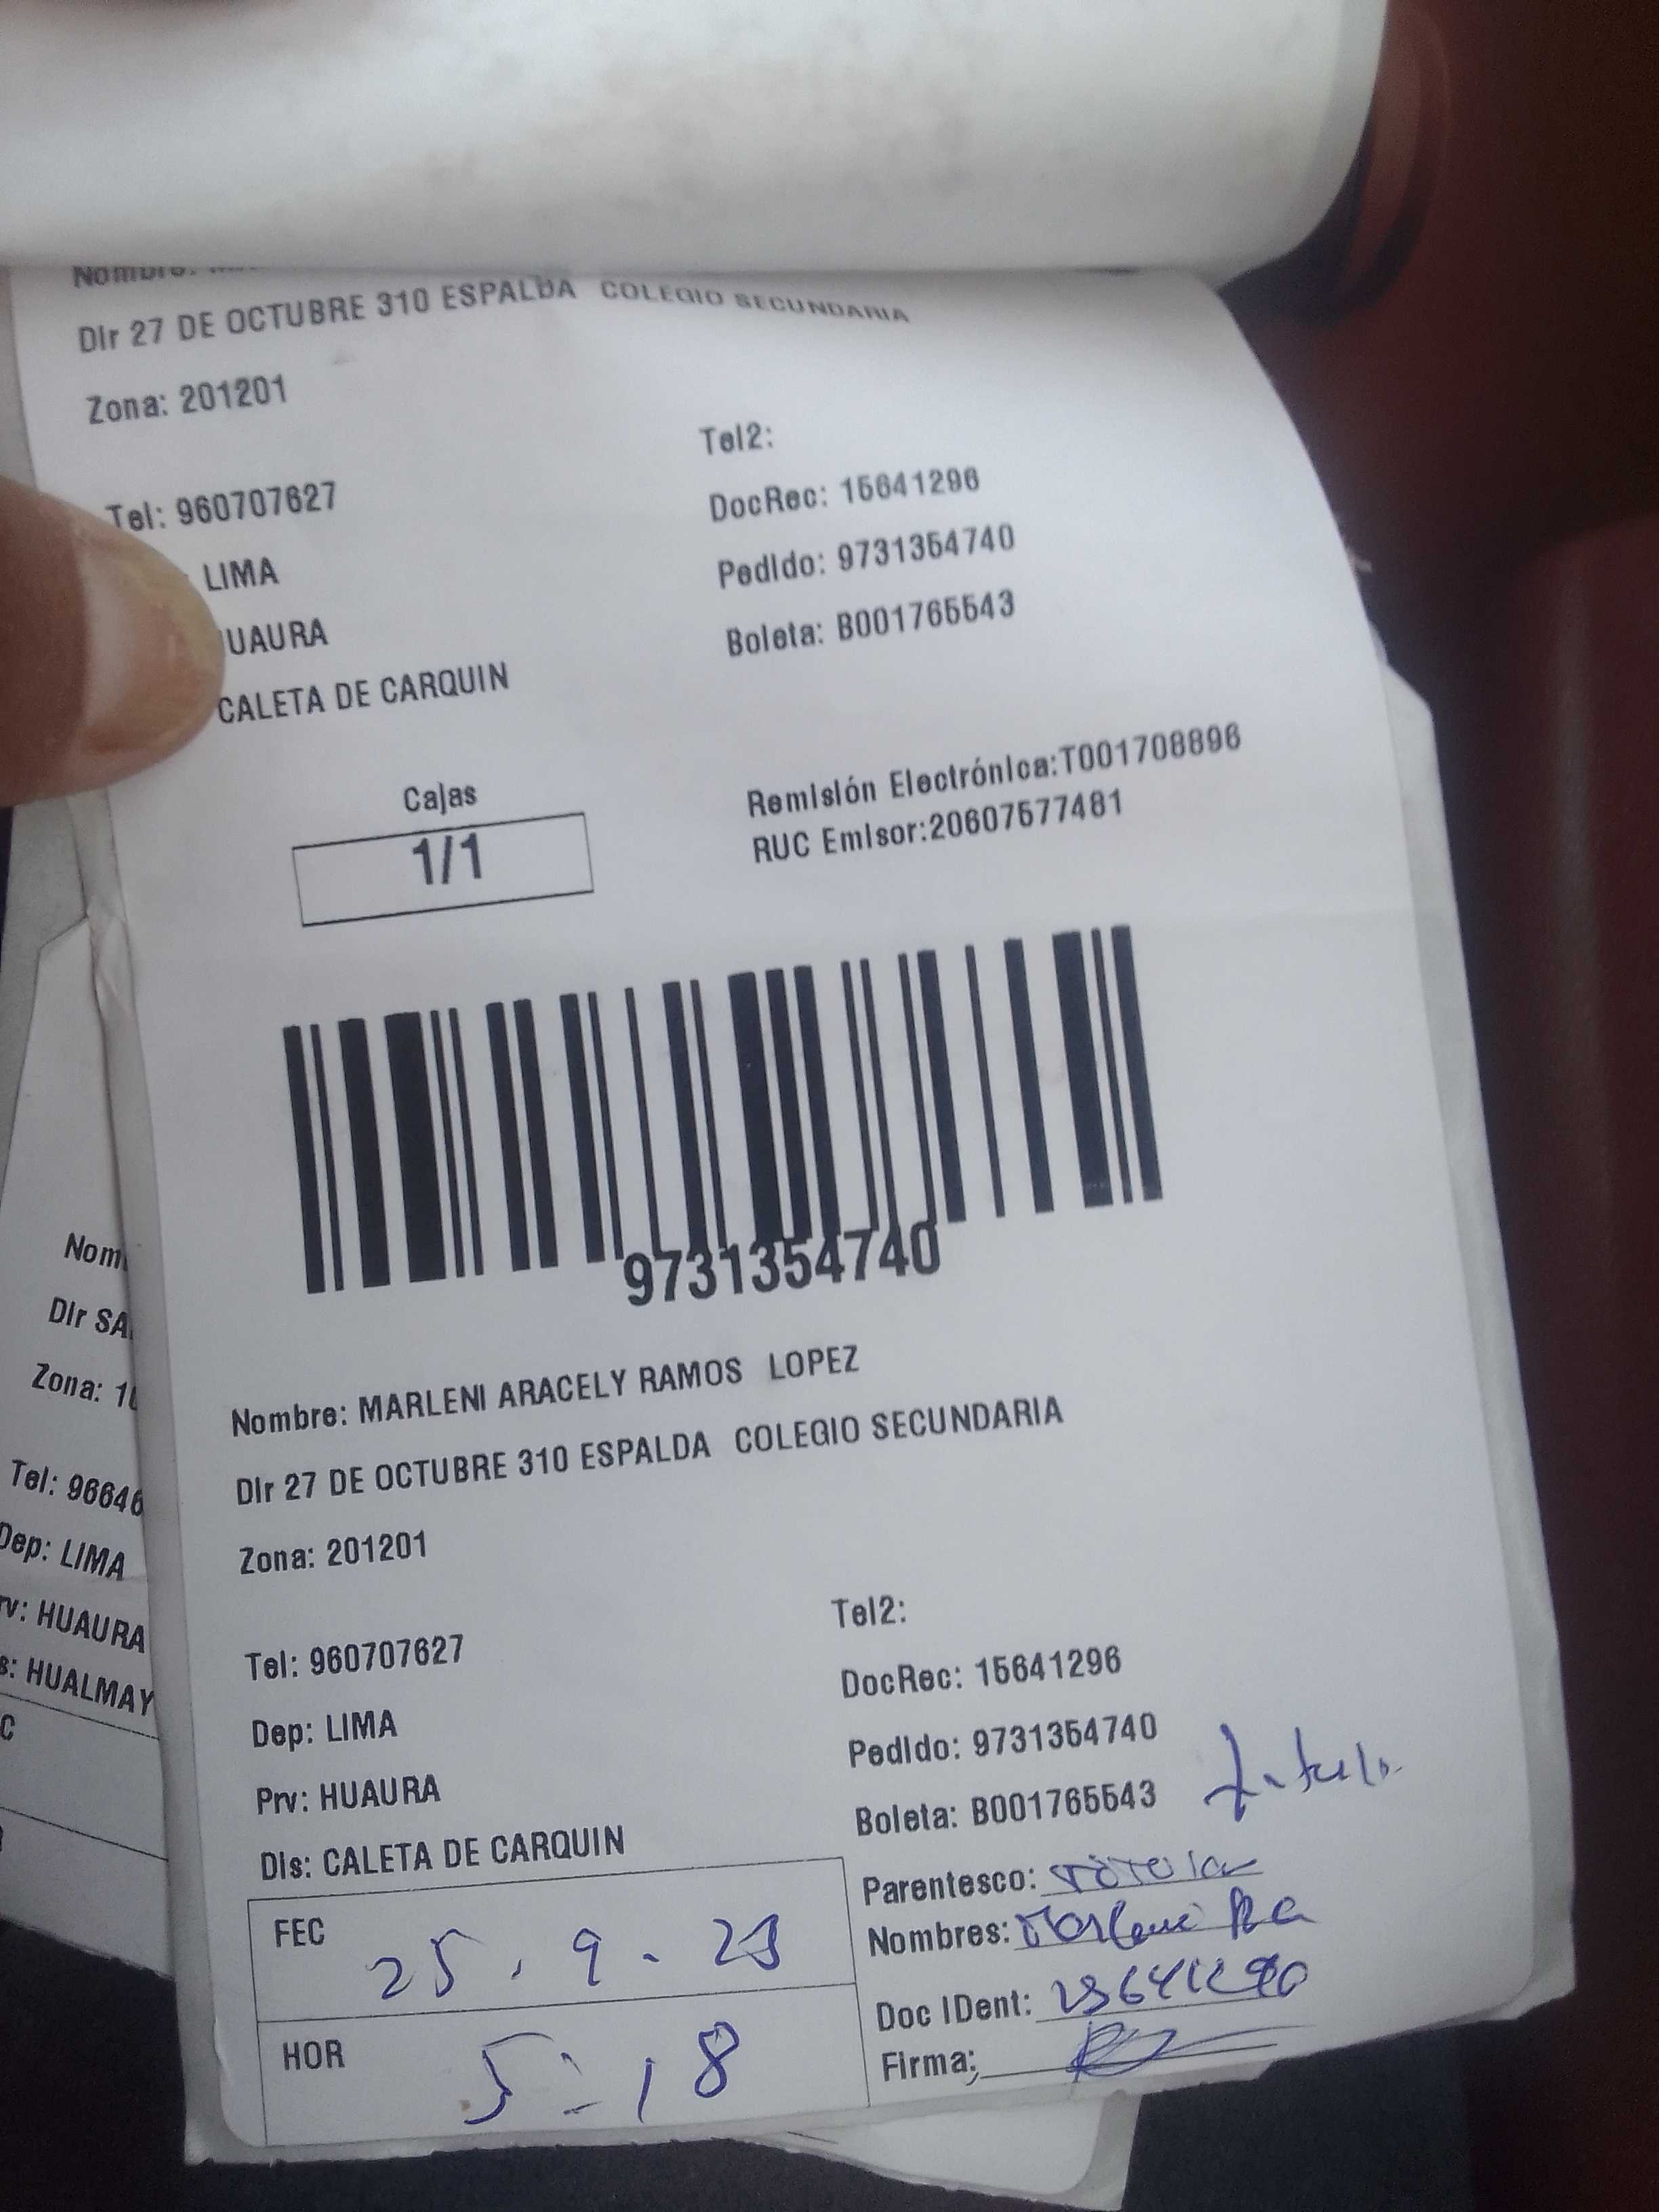 Nombre:
Dir 27 DE OCTUBRE 310 ESPALDA COLEGIO SECUNDARIA
Zona: 201201
Tel2:
Tel: 960707627
DocRec: 15641296
LIMA
Pedido: 9731354740
UAURA
Boleta: B001765543
CALETA DE CARQUIN
Cajas
1/1
Remisión Electrónica:T001708896
RUC Emisor:20607577481
9731354740
Nombre: MARLENI ARACELY RAMOS LOPEZ
Dir 27 DE OCTUBRE 310 ESPALDA COLEGIO SECUNDARIA
Zona: 201201
Tel2:
Tel: 960707627
DocRec: 15641296
Dep: LIMA
Pedido: 9731354740
Prv: HUAURA
Boleta: B001765543
Dis: CALETA DE CARQUIN
Parentesco:
FEC 25.9.23
Nombres: Marleni
Doc IDent:
HOR 5:18
Firma:
Nom
Dir SA
Zona: 1
Tel: 96646
Dep: LIMA
rv: HUAURA
s: HUALMAY
C